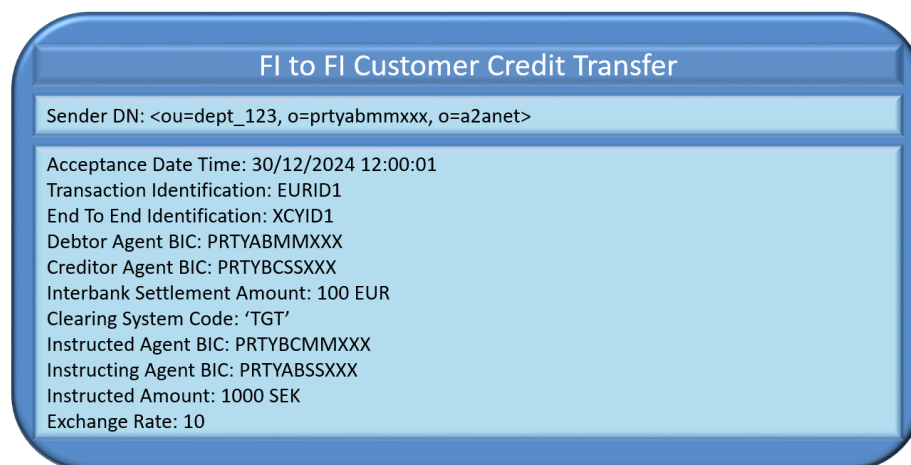 FI to FI Customer Credit Transfer
Sender DN: <ou=dept_123, o=prtyabmmxxx, o=a2anet>
Acceptance Date Time: 30/12/2024 12:00:01
Transaction Identification: EURID1
End To End Identification: XCYID1
Debtor Agent BIC: PRTYABMMXXX
Creditor Agent BIC: PRTYBCSSXXX
Interbank Settlement Amount: 100 EUR
Clearing System Code: ‘TGT’
Instructed Agent BIC: PRTYBCMMXXX
Instructing Agent BIC: PRTYABSSXXX
Instructed Amount: 1000 SEK
Exchange Rate: 10